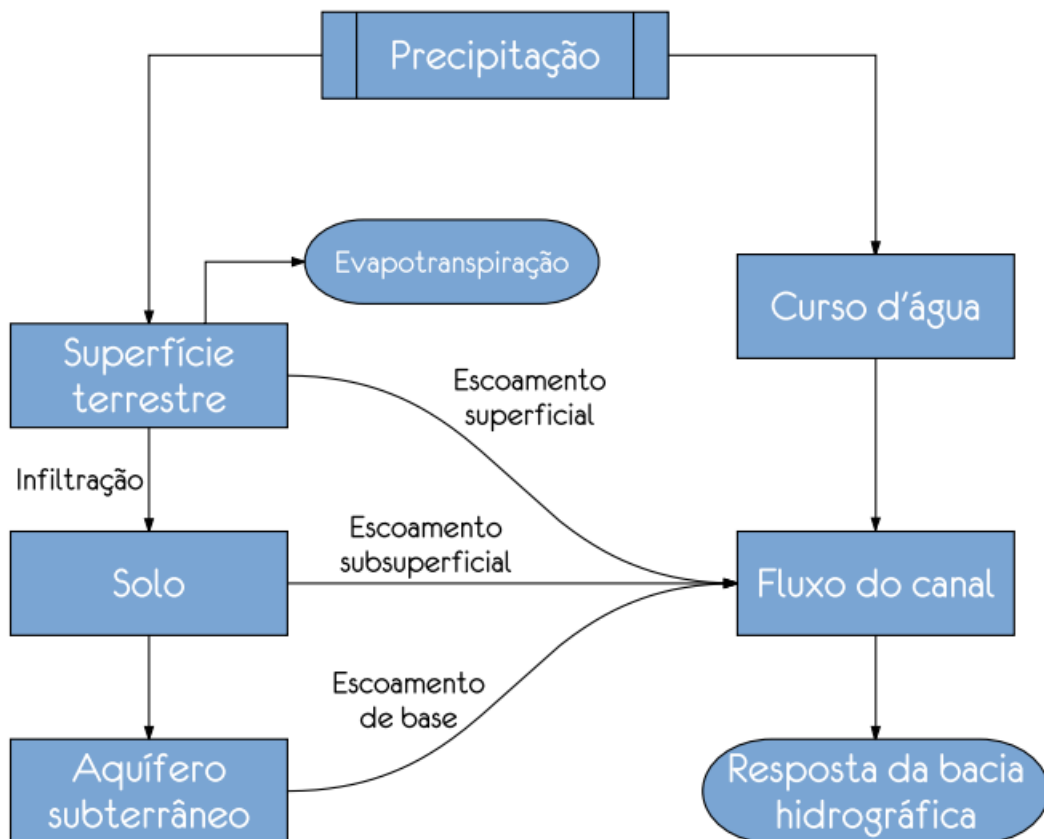 Precipitação
Evapotranspiração
Curso d'água
Superfície
terrestre
Escoamento
superficial
Infiltração
Escoamento
subsuperficial
Solo
Fluxo do canal
Escoamento
de base
Aquífero
subterrâneo
Resposta da bacia
hidrográfica